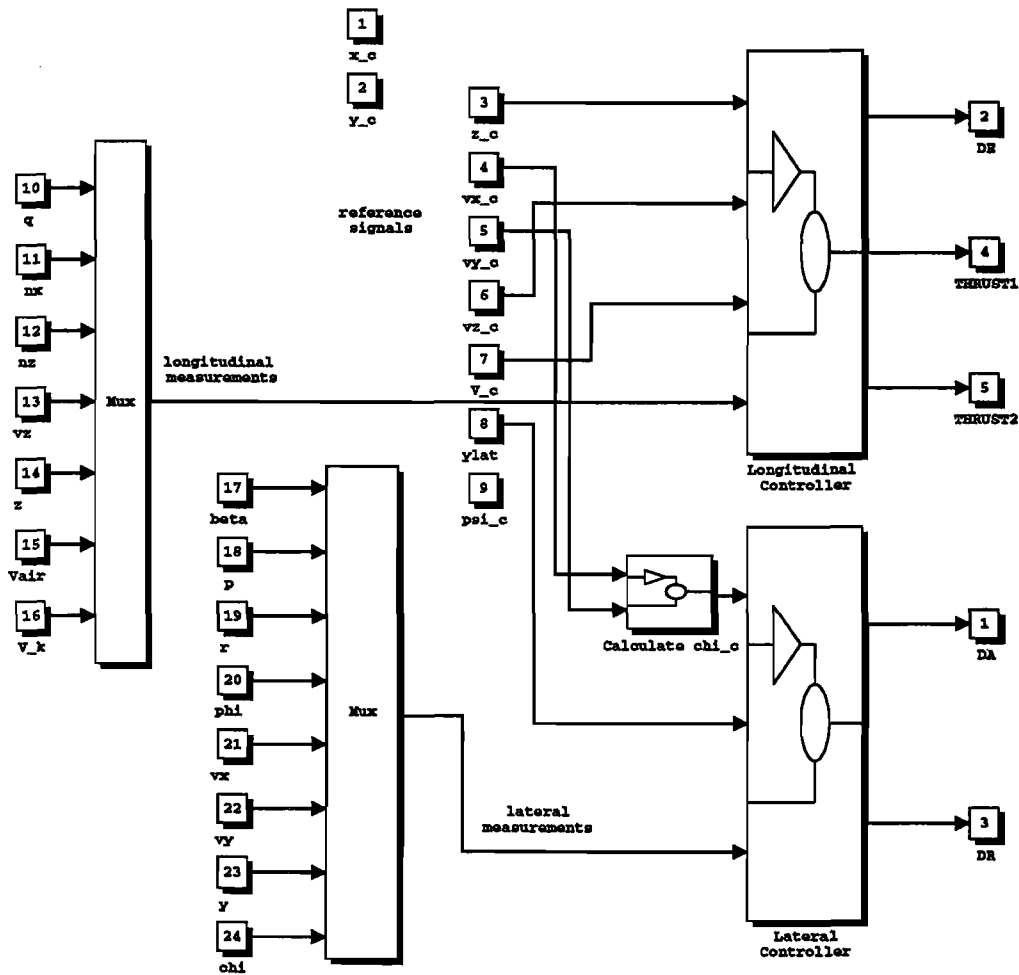 1
x_c
2
y_c
reference
signals
3
z_c
4
vx_c
5
vy_c
6
vz_c
7
V_c
8
ylat
9
psi_c
10
q
11
nx
12
nz
13
vz
14
z
15
Vair
16
V_k
Mux
longitudinal
measurements
17
beta
18
p
19
r
20
phi
21
vx
22
vy
23
y
24
chi
Mux
lateral
measurements
Calculate chi_c
Longitudinal
Controller
Lateral
Controller
2
DE
4
THRUST1
5
THRUST2
1
DA
3
DR